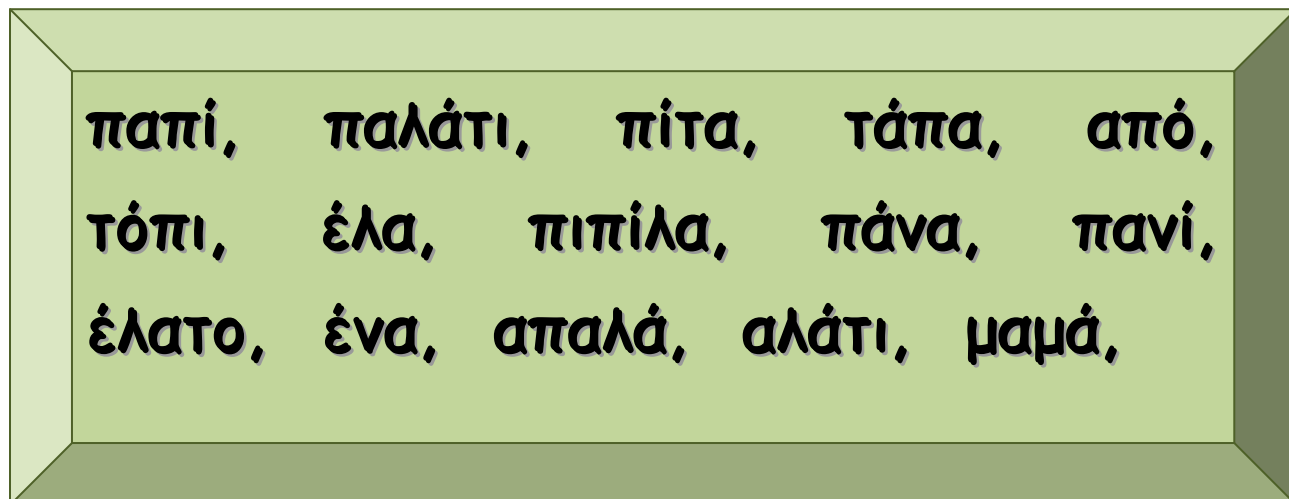 παπί, παλάτι, πίτα, τάπα, από,
τόπι, έλα, πιπίλα, πάνα, πανί,
έλατο, ένα, απαλά, αλάτι, μαμά,